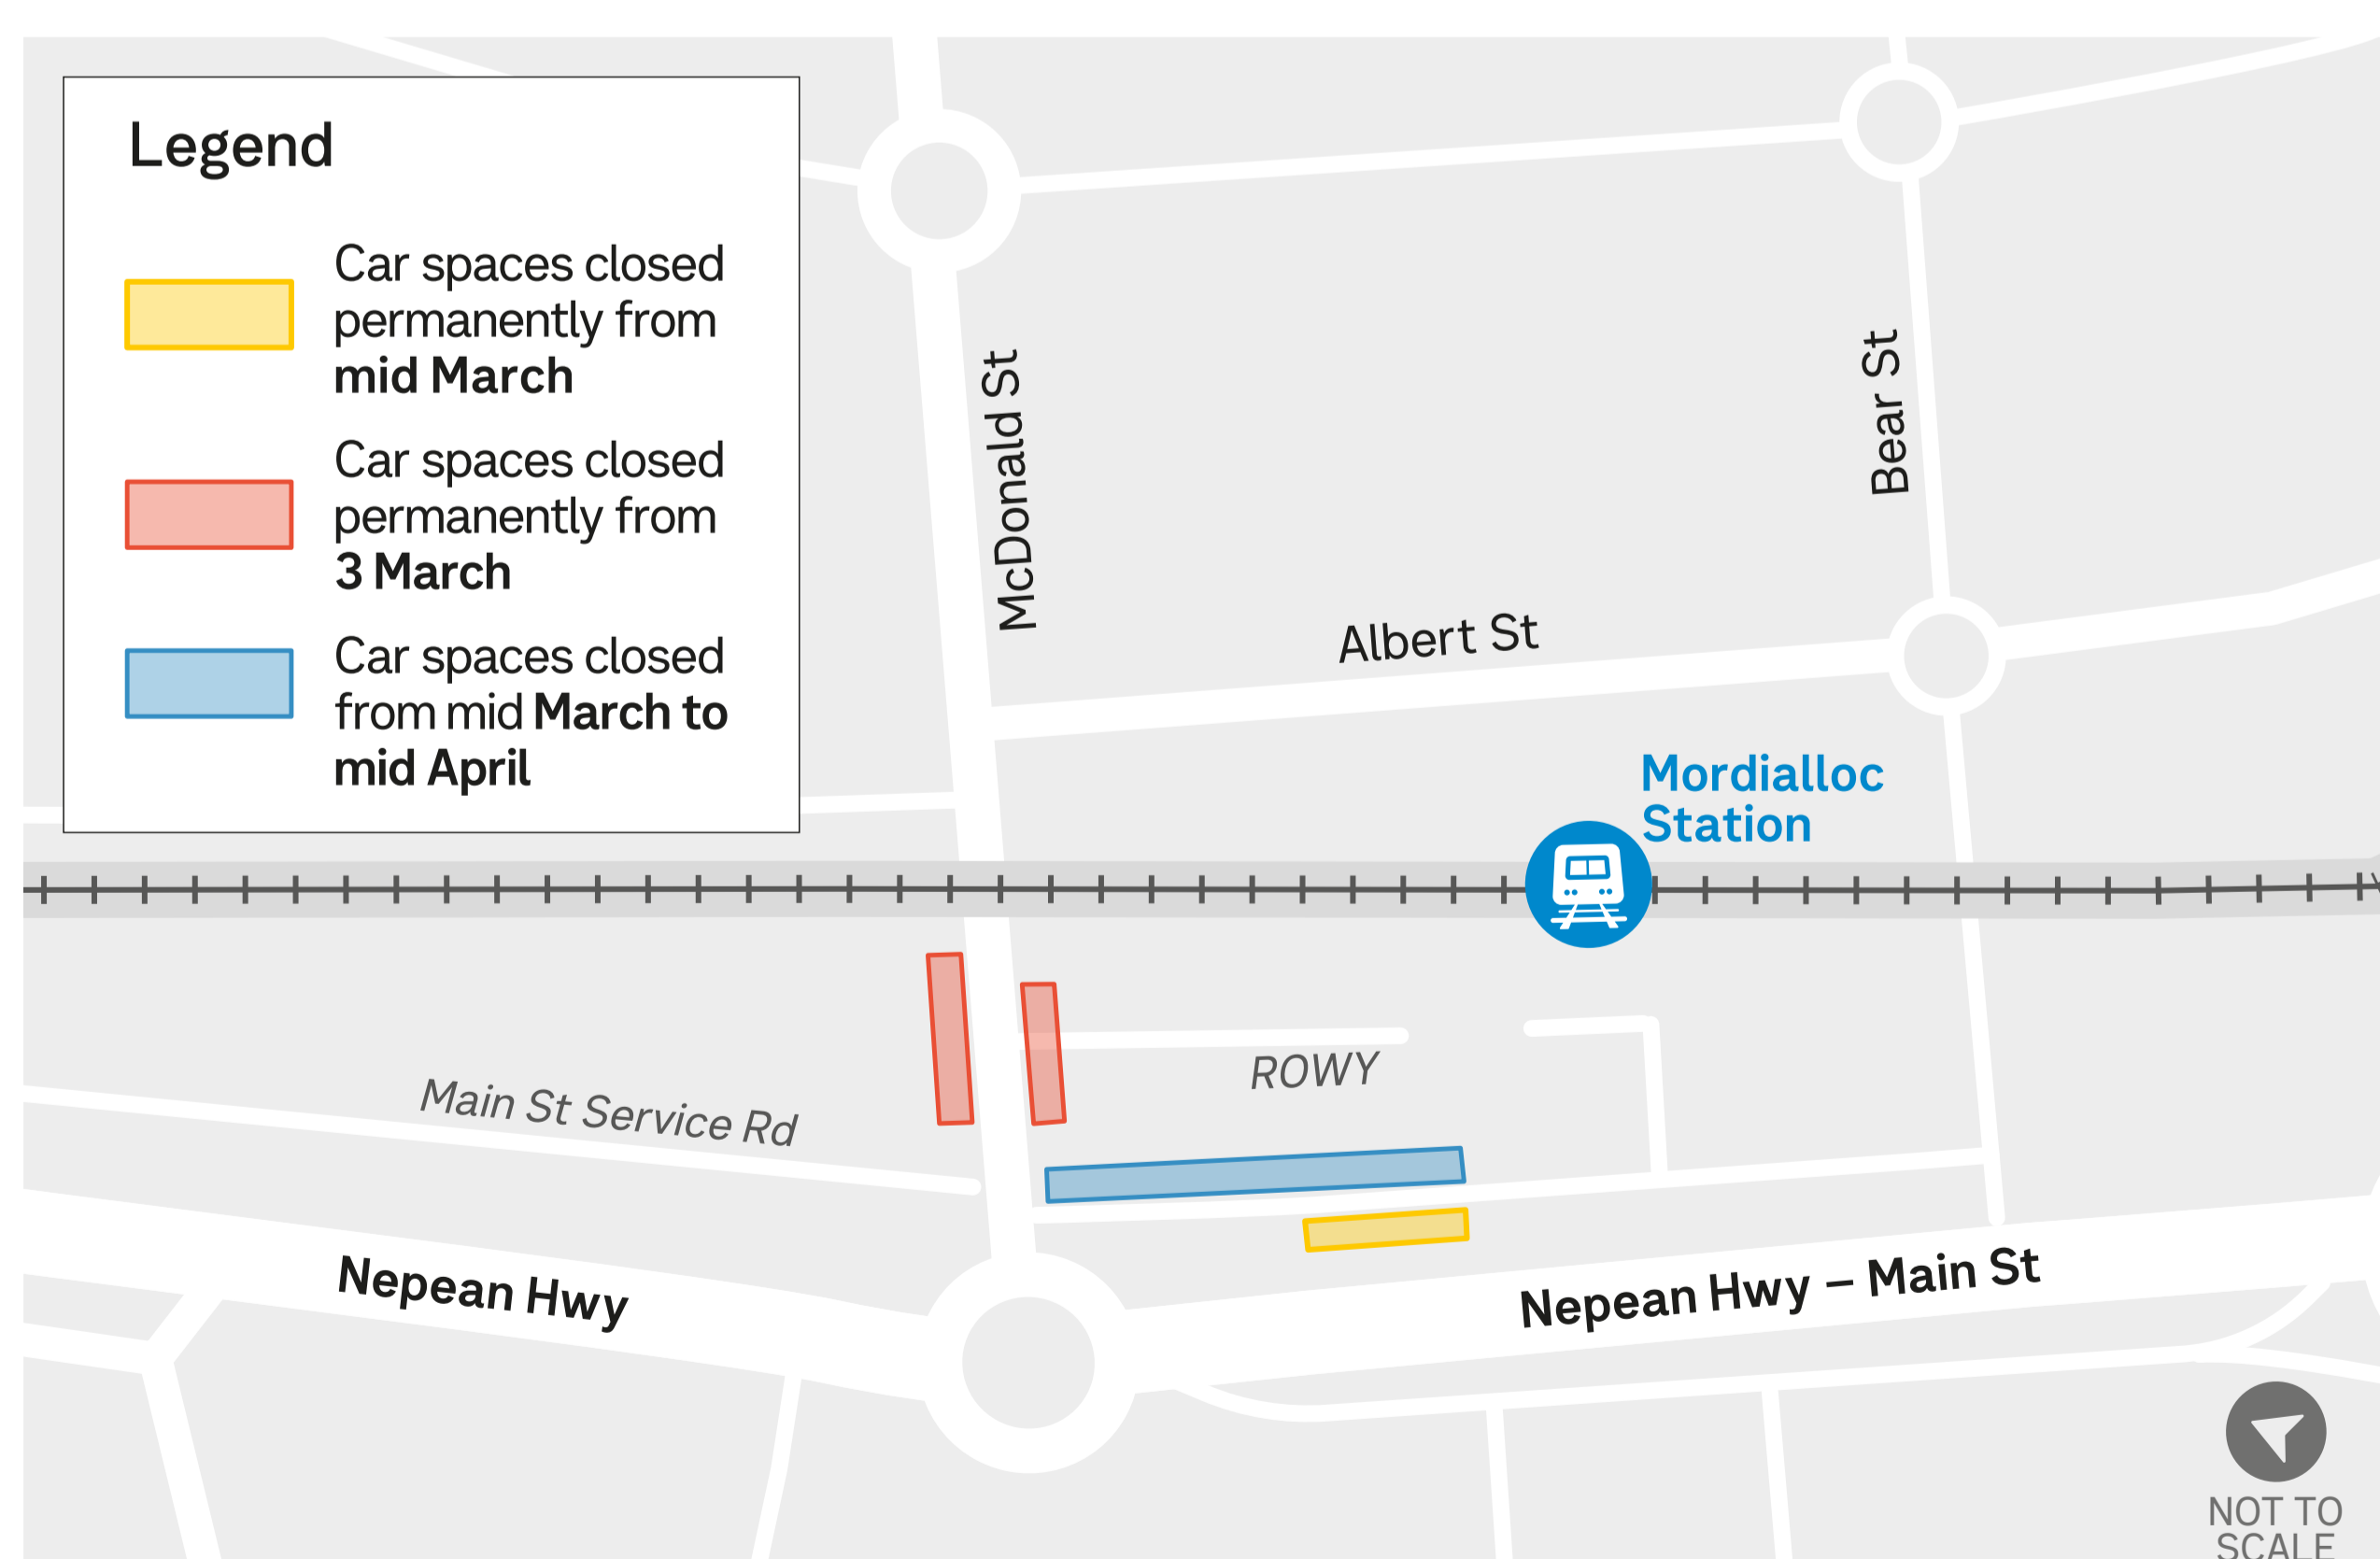 Legend
Car spaces closed
permanently from
mid March
Car spaces closed
permanently from
3 March
Car spaces closed
from mid March to
mid April
McDonald St
Bear St
Albert St
Mordialloc
Station
ROWY
Main St Service Rd
Nepean Hwy
Nepean Hwy – Main St
NOT TO
SCALE